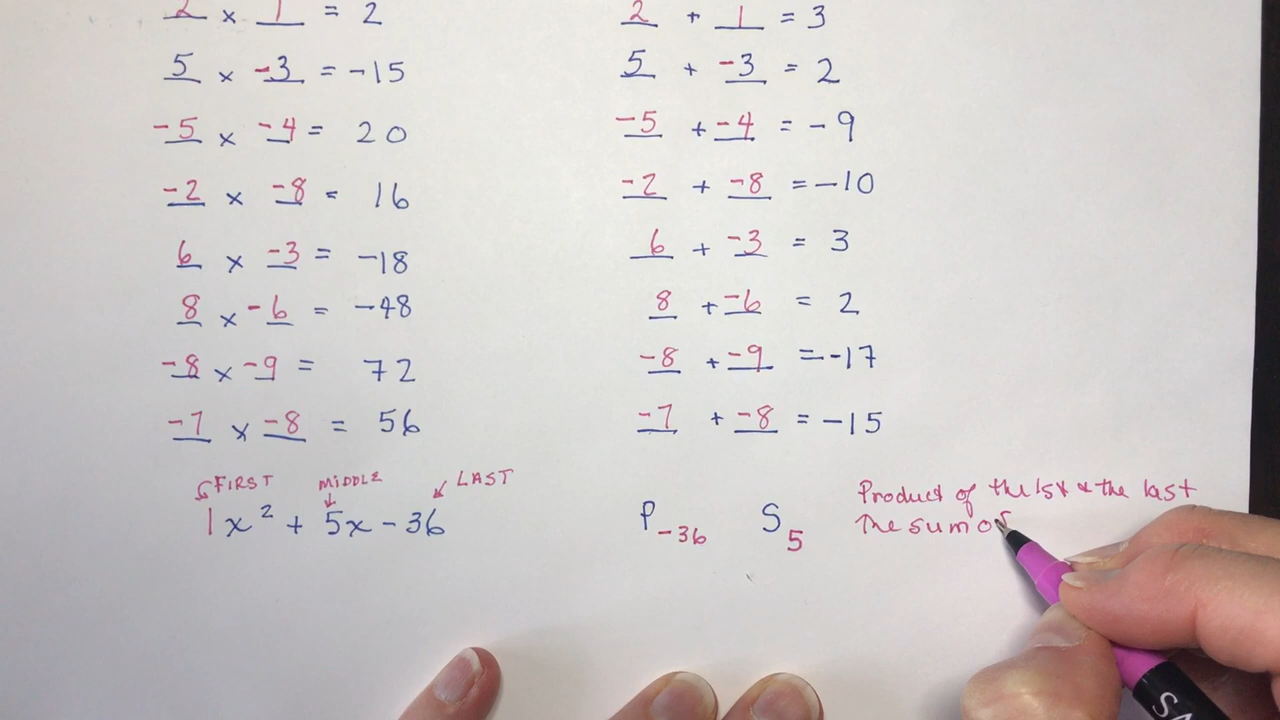 2 x 1 = 2 2 + 1 = 3
5 x -3 = -15 5 + -3 = 2
-5 x -4 = 20 -5 + -4 = -9
-2 x -8 = 16 -2 + -8 = -10
6 x -3 = -18 6 + -3 = 3
8 x -6 = -48 8 + -6 = 2
-8 x -9 = 72 -8 + -9 = -17
-7 x -8 = 56 -7 + -8 = -15
FIRST MIDDLE LAST
1x² + 5x - 36 P-36 S5
Product of the 1st & the last
The sum of